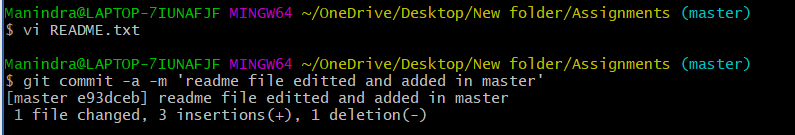 Manindra@LAPTOP-7IUNAFJF MINGW64 ~/OneDrive/Desktop/New folder/Assignments (master)
$ vi README.txt
Manindra@LAPTOP-7IUNAFJF MINGW64 ~/OneDrive/Desktop/New folder/Assignments (master)
$ git commit -a -m 'readme file editted and added in master'
[master e93dceb] readme file editted and added in master
 1 file changed, 3 insertions(+), 1 deletion(-)